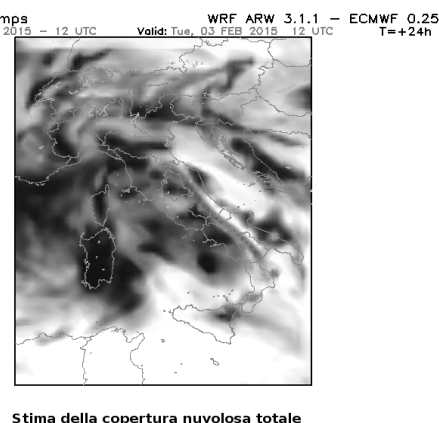 mps WRF ARW 3.1.1 – ECMWF 0.25
2015 – 12 UTC Valid: Tue, 03 FEB 2015 12 UTC T=+24h
Stima della copertura nuvolosa totale